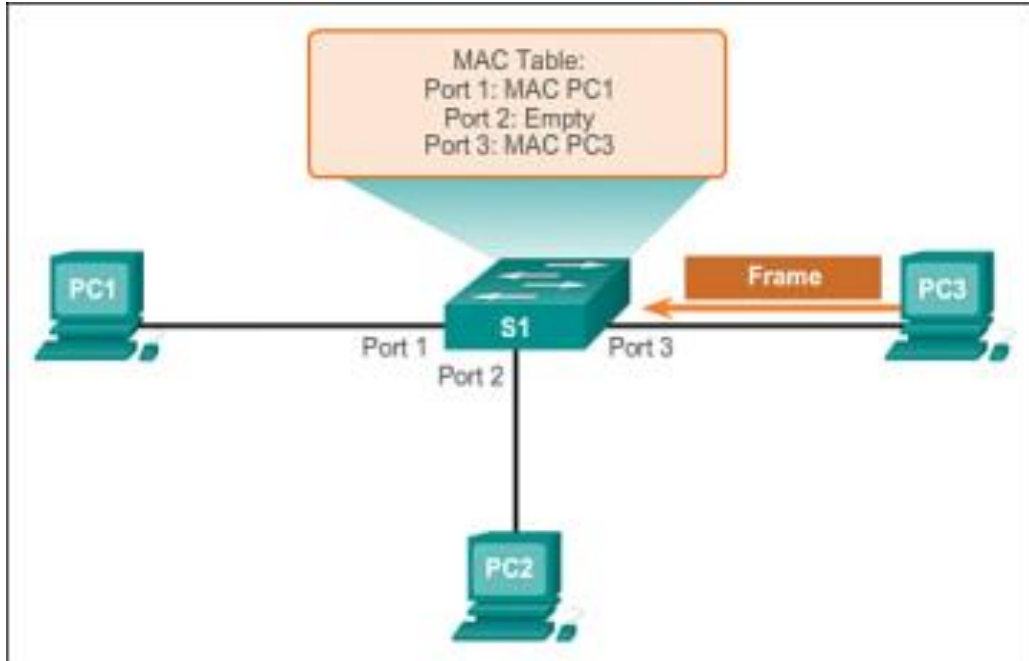 MAC Table:
Port 1: MAC PC1
Port 2: Empty
Port 3: MAC PC3
PC1
Frame
PC3
S1
Port 1
Port 3
Port 2
PC2